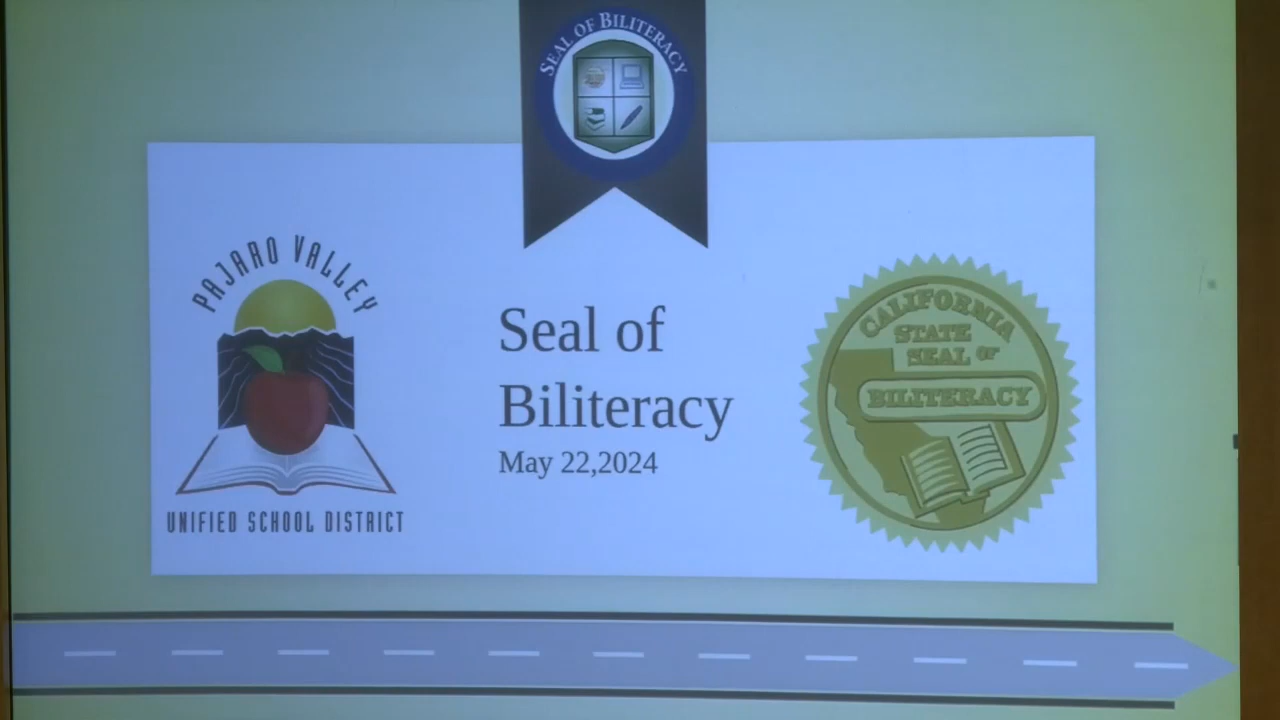 SEAL OF BILITERACY
PAJARO VALLEY
UNIFIED SCHOOL DISTRICT
Seal of
Biliteracy
May 22,2024
CALIFORNIA
STATE
SEAL OF
BILITERACY